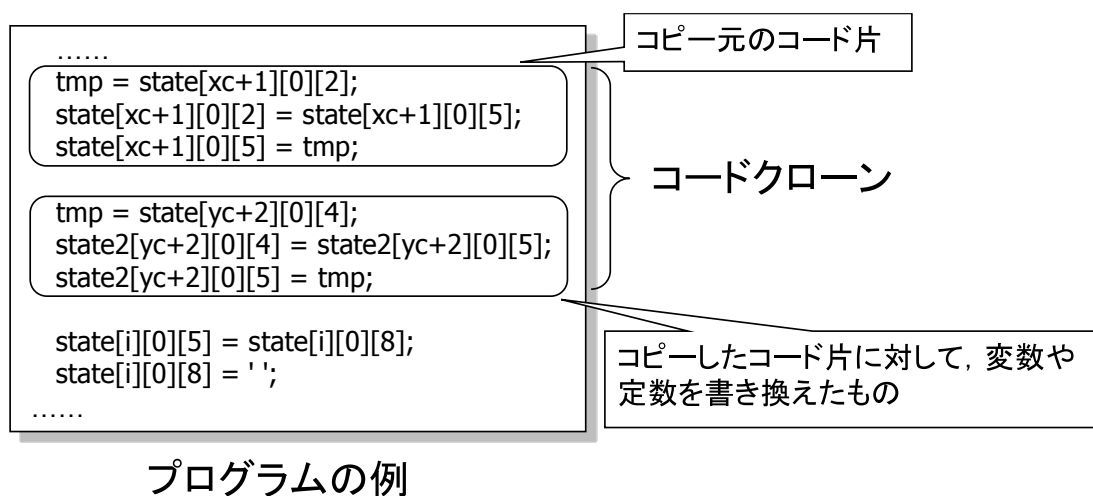 ……
tmp = state[xc+1][0][2];
state[xc+1][0][2] = state[xc+1][0][5];
state[xc+1][0][5] = tmp;
tmp = state[yc+2][0][4];
state2[yc+2][0][4] = state2[yc+2][0][5];
state2[yc+2][0][5] = tmp;
state[i][0][5] = state[i][0][8];
state[i][0][8] = ' ';
……
コピー元のコード片
コードクローン
コピーしたコード片に対して，変数や
定数を書き換えたもの
プログラムの例